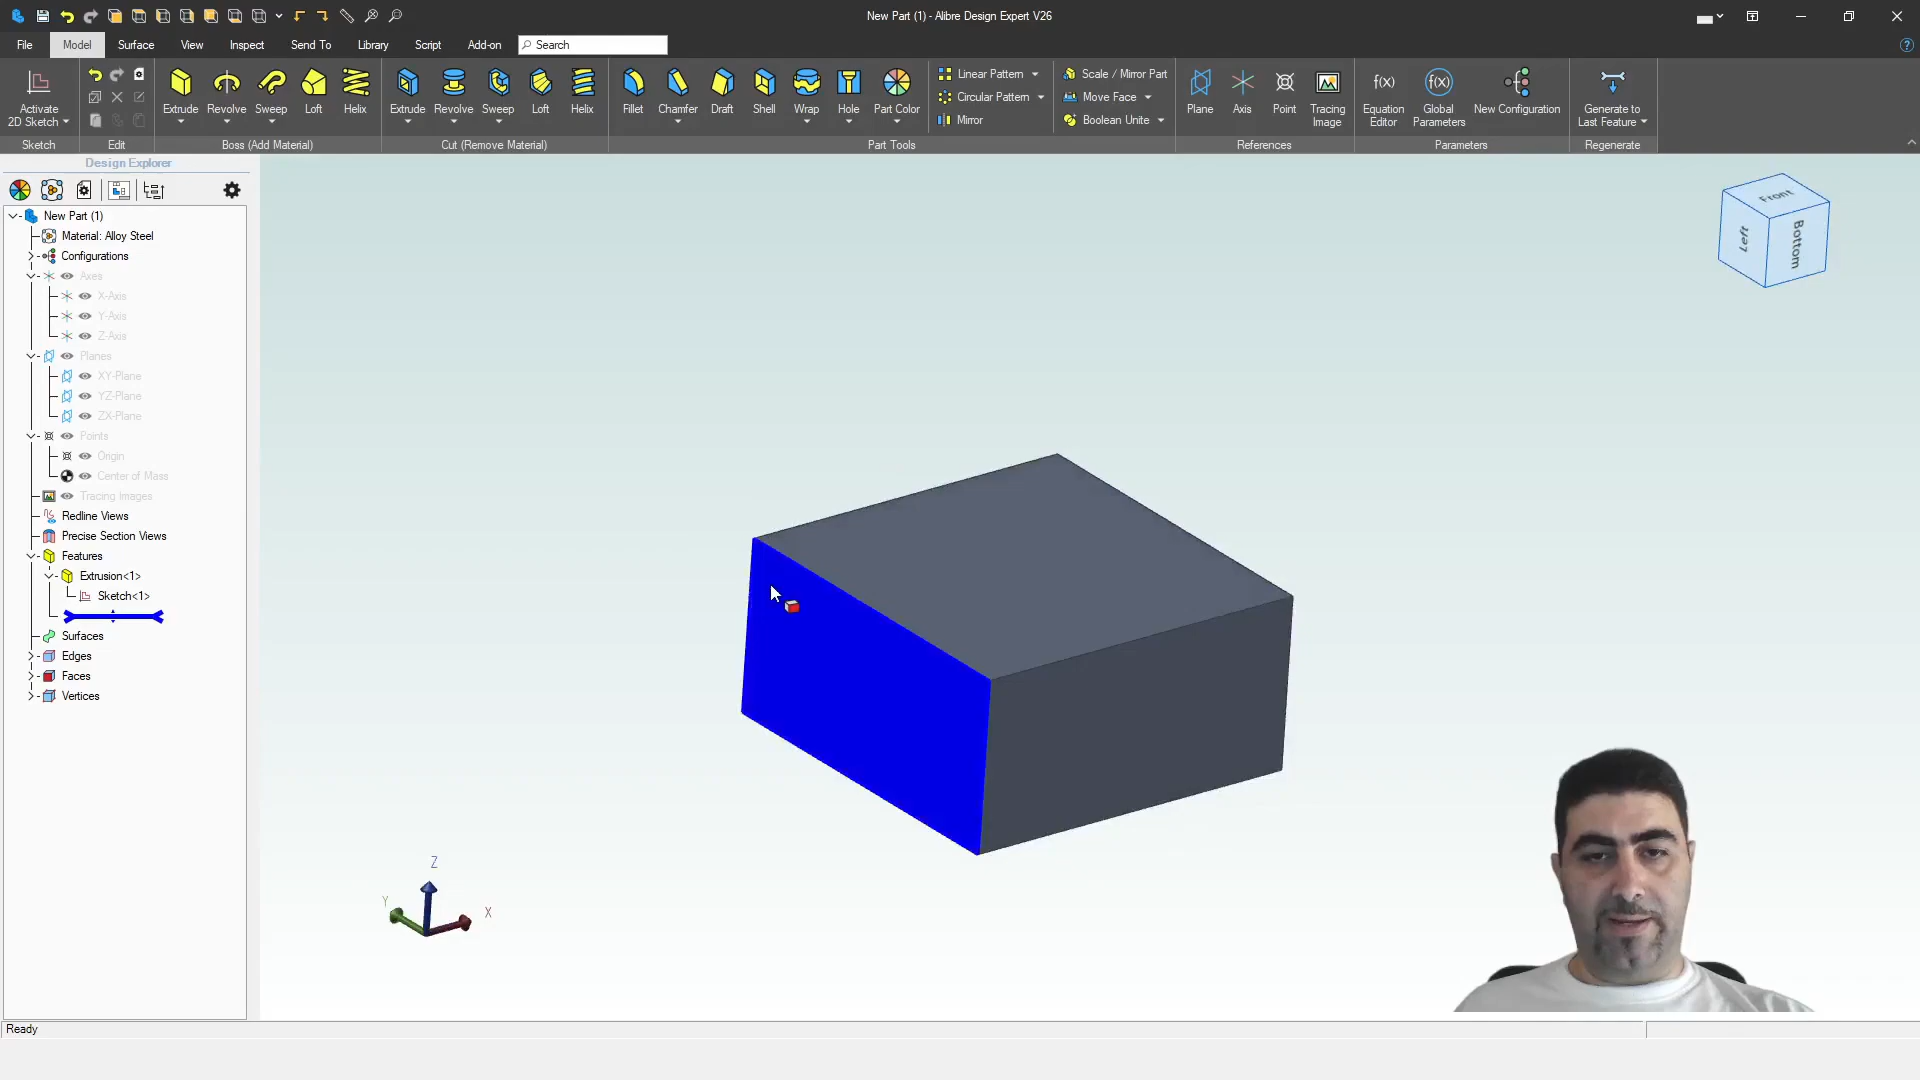 New Part (1) - Alibre Design Expert V26
File Model Surface View Inspect Send To Library Script Add-on Search
Activate
2D Sketch
Extrude Revolve Sweep Loft Helix
Extrude Revolve Sweep Loft Helix
Fillet Chamfer Draft Shell Wrap Hole Part Color
Linear Pattern
Circular Pattern
Mirror
Scale / Mirror Part
Move Face
Boolean Unite
Plane Axis Point Tracing
Image
f(x) Equation
Editor
f(x) Global
Parameters
New Configuration
Generate to
Last Feature
Sketch Edit Boss (Add Material) Cut (Remove Material) Part Tools References Parameters Regenerate
Design Explorer
New Part (1)
Material: Alloy Steel
Configurations
Axes
X-Axis
Y-Axis
Z-Axis
Planes
XY-Plane
YZ-Plane
ZX-Plane
Points
Origin
Center of Mass
Tracing Images
Redline Views
Precise Section Views
Features
Extrusion<1>
Sketch<1>
Surfaces
Edges
Faces
Vertices
Front
Left
Bottom
Z
Y
X
Ready